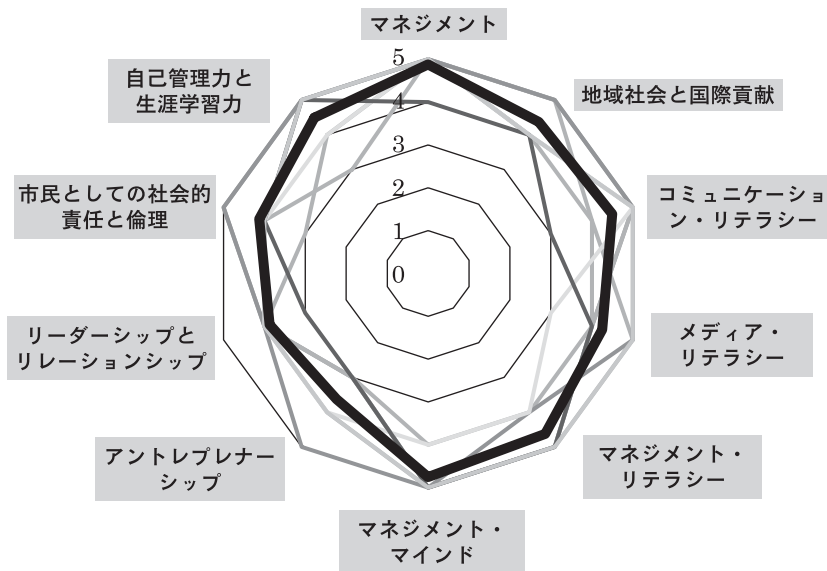 マネジメント
地域社会と国際貢献
コミュニケーショ
ン・リテラシー
メディア・
リテラシー
マネジメント・
リテラシー
マネジメント・
マインド
アントレプレナー
シップ
リーダーシップと
リレーションシップ
市民としての社会的
責任と倫理
自己管理力と
生涯学習力
5
4
3
2
1
0